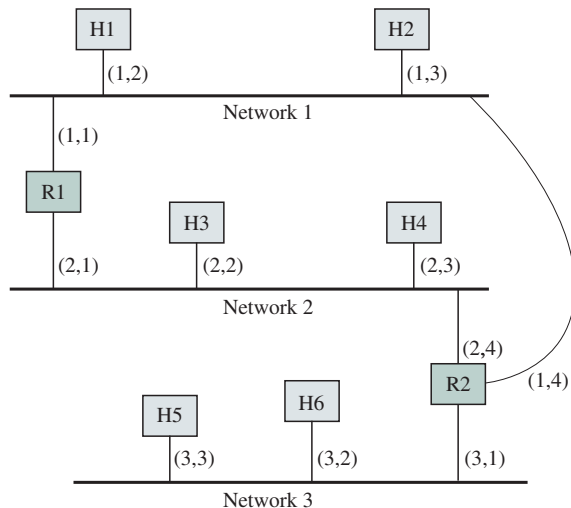 H1
H2
(1,2)
(1,3)
Network 1
(1,1)
R1
H3
H4
(2,1)
(2,2)
(2,3)
Network 2
(2,4)
R2
(1,4)
H5
H6
(3,3)
(3,2)
(3,1)
Network 3